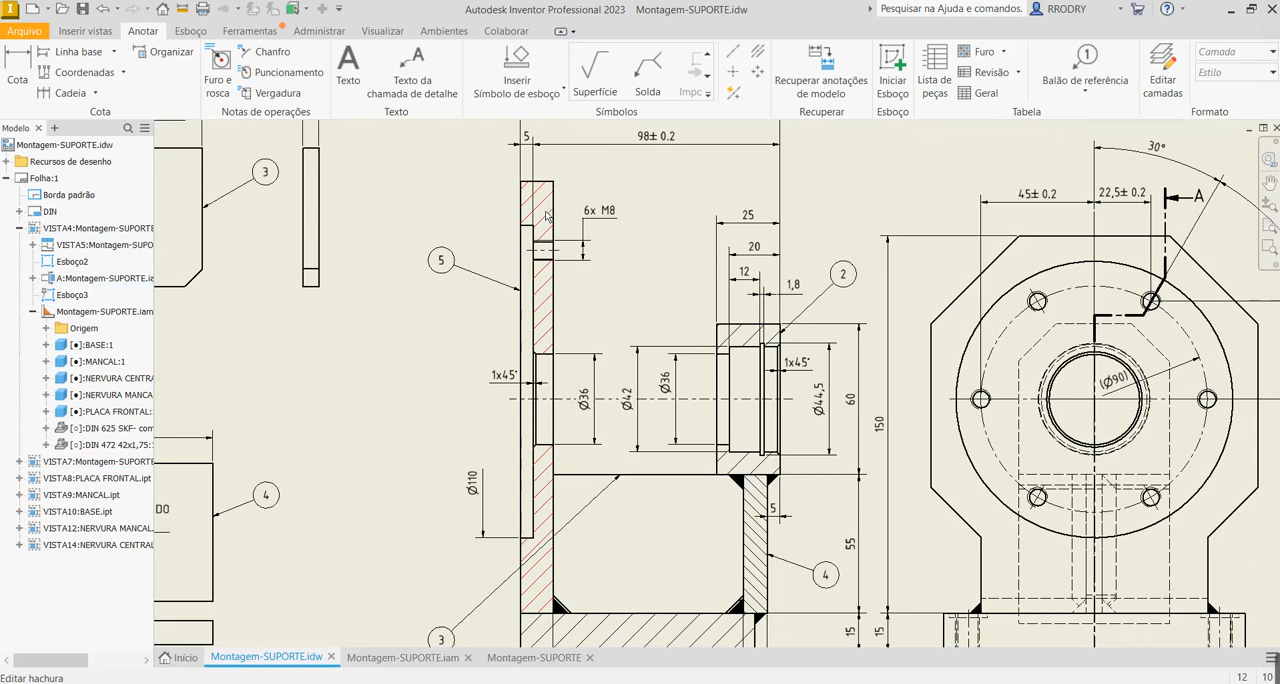 Autodesk Inventor Professional 2023 Montagem-SUPORTE.idw
Pesquisar na Ajuda e comandos.
RRODRY
Arquivo
Inserir vistas
Anotar
Esboço
Ferramentas
Administrar
Visualizar
Ambientes
Colaborar
Cota
Linha base
Coordenadas
Cadeia
Organizar
Cota
Furo e
rosca
Chanfro
Puncionamento
Vergadura
Notas de operações
Texto
Texto da
chamada de detalhe
Texto
Inserir
Símbolo de esboço
Superfície
Solda
Impc
Símbolos
Recuperar anotações
de modelo
Recuperar
Iniciar
Esboço
Esboço
Lista de
peças
Furo
Revisão
Geral
Balão de referência
Tabela
Editar
camadas
Camada
Estilo
Formato
Modelo
Montagem-SUPORTE.idw
Recursos de desenho
Folha:1
Borda padrão
DIN
VISTA4:Montagem-SUPORTE
VISTA5:Montagem-SUPORTE
Esboço2
A:Montagem-SUPORTE.ia
Esboço3
Montagem-SUPORTE.iam
Origem
[●]:BASE:1
[●]:MANCAL:1
[●]:NERVURA CENTRA
[●]:NERVURA MANCA
[●]:PLACA FRONTAL:
[○]:DIN 625 SKF- com
[○]:DIN 472 42x1,75:1
VISTA7:Montagem-SUPORTE
VISTA8:PLACA FRONTAL.ipt
VISTA9:MANCAL.ipt
VISTA10:BASE.ipt
VISTA12:NERVURA MANCAL.
VISTA14:NERVURA CENTRAL
3
4
DO
5
98± 0.2
6x M8
5
25
20
12
1,8
2
1x45°
Ø36
Ø42
Ø36
1x45°
Ø44,5
60
Ø110
5
55
4
3
15
30°
45± 0.2
22,5± 0.2
A
150
(Ø90)
15
Início
Montagem-SUPORTE.idw
Montagem-SUPORTE.iam
Montagem-SUPORTE
Editar hachura
12
10